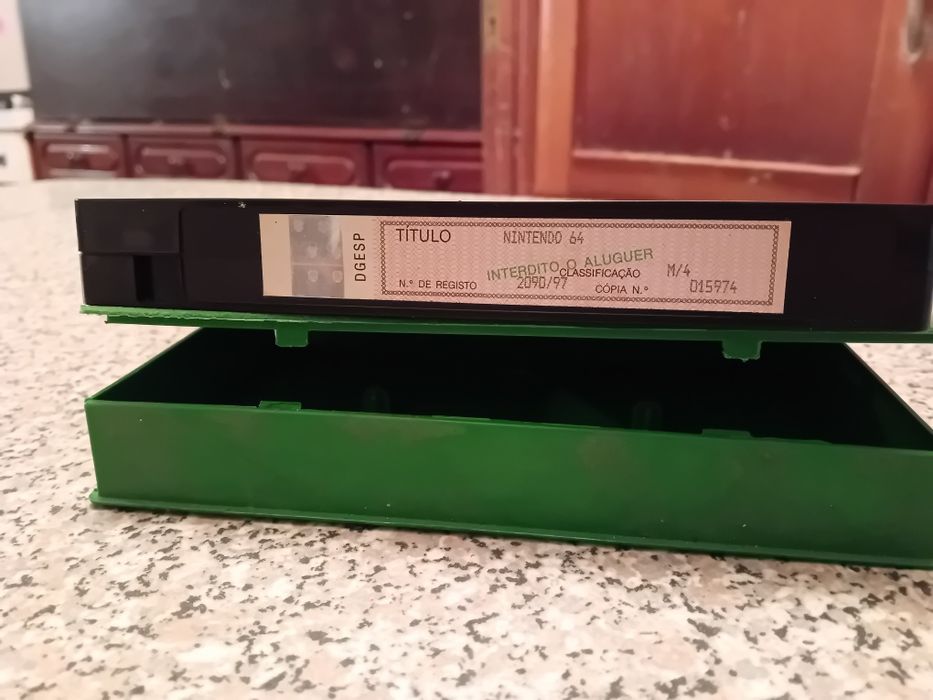 DGESP
TÍTULO NINTENDO 64
INTERDITO O ALUGUER
CLASSIFICAÇÃO M/4
N.º DE REGISTO 2090/97 CÓPIA N.º 015974